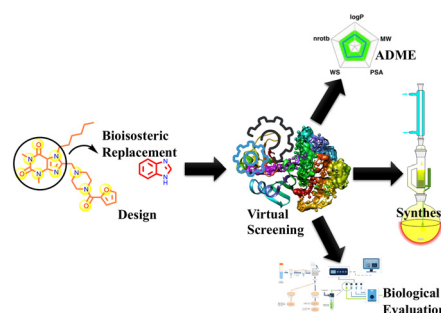 logP
nrotb
MW
ADME
WS
PSA
Bioisosteric
Replacement
Design
Virtual
Screening
Synthes
Biological
Evaluation